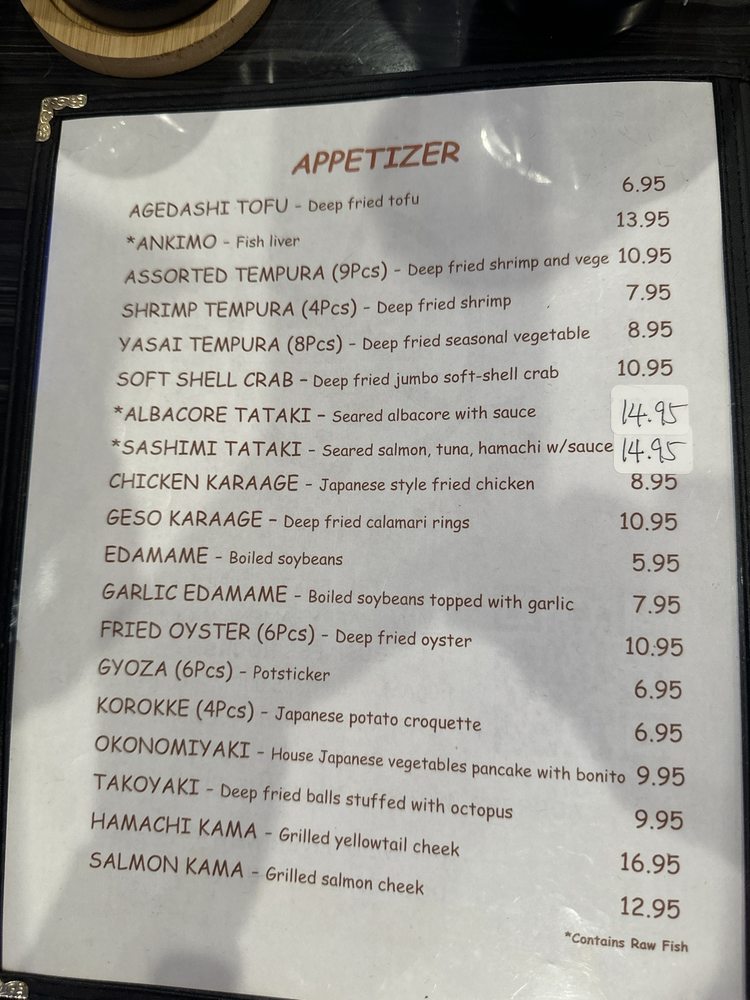 APPETIZER
AGEDASHI TOFU - Deep fried tofu 6.95
*ANKIMO - Fish liver 13.95
ASSORTED TEMPURA (9Pcs) - Deep fried shrimp and vege 10.95
SHRIMP TEMPURA (4Pcs) - Deep fried shrimp 7.95
YASAI TEMPURA (8Pcs) - Deep fried seasonal vegetable 8.95
SOFT SHELL CRAB - Deep fried jumbo soft-shell crab 10.95
*ALBACORE TATAKI - Seared albacore with sauce 14.95
*SASHIMI TATAKI - Seared salmon, tuna, hamachi w/sauce 14.95
CHICKEN KARAAGE - Japanese style fried chicken 8.95
GESO KARAAGE - Deep fried calamari rings 10.95
EDAMAME - Boiled soybeans 5.95
GARLIC EDAMAME - Boiled soybeans topped with garlic 7.95
FRIED OYSTER (6Pcs) - Deep fried oyster 10.95
GYOZA (6Pcs) - Potsticker 6.95
KOROKKE (4Pcs) - Japanese potato croquette 6.95
OKONOMIYAKI - House Japanese vegetables pancake with bonito 9.95
TAKOYAKI - Deep fried balls stuffed with octopus 9.95
HAMACHI KAMA - Grilled yellowtail cheek 16.95
SALMON KAMA - Grilled salmon cheek 12.95
*Contains Raw Fish